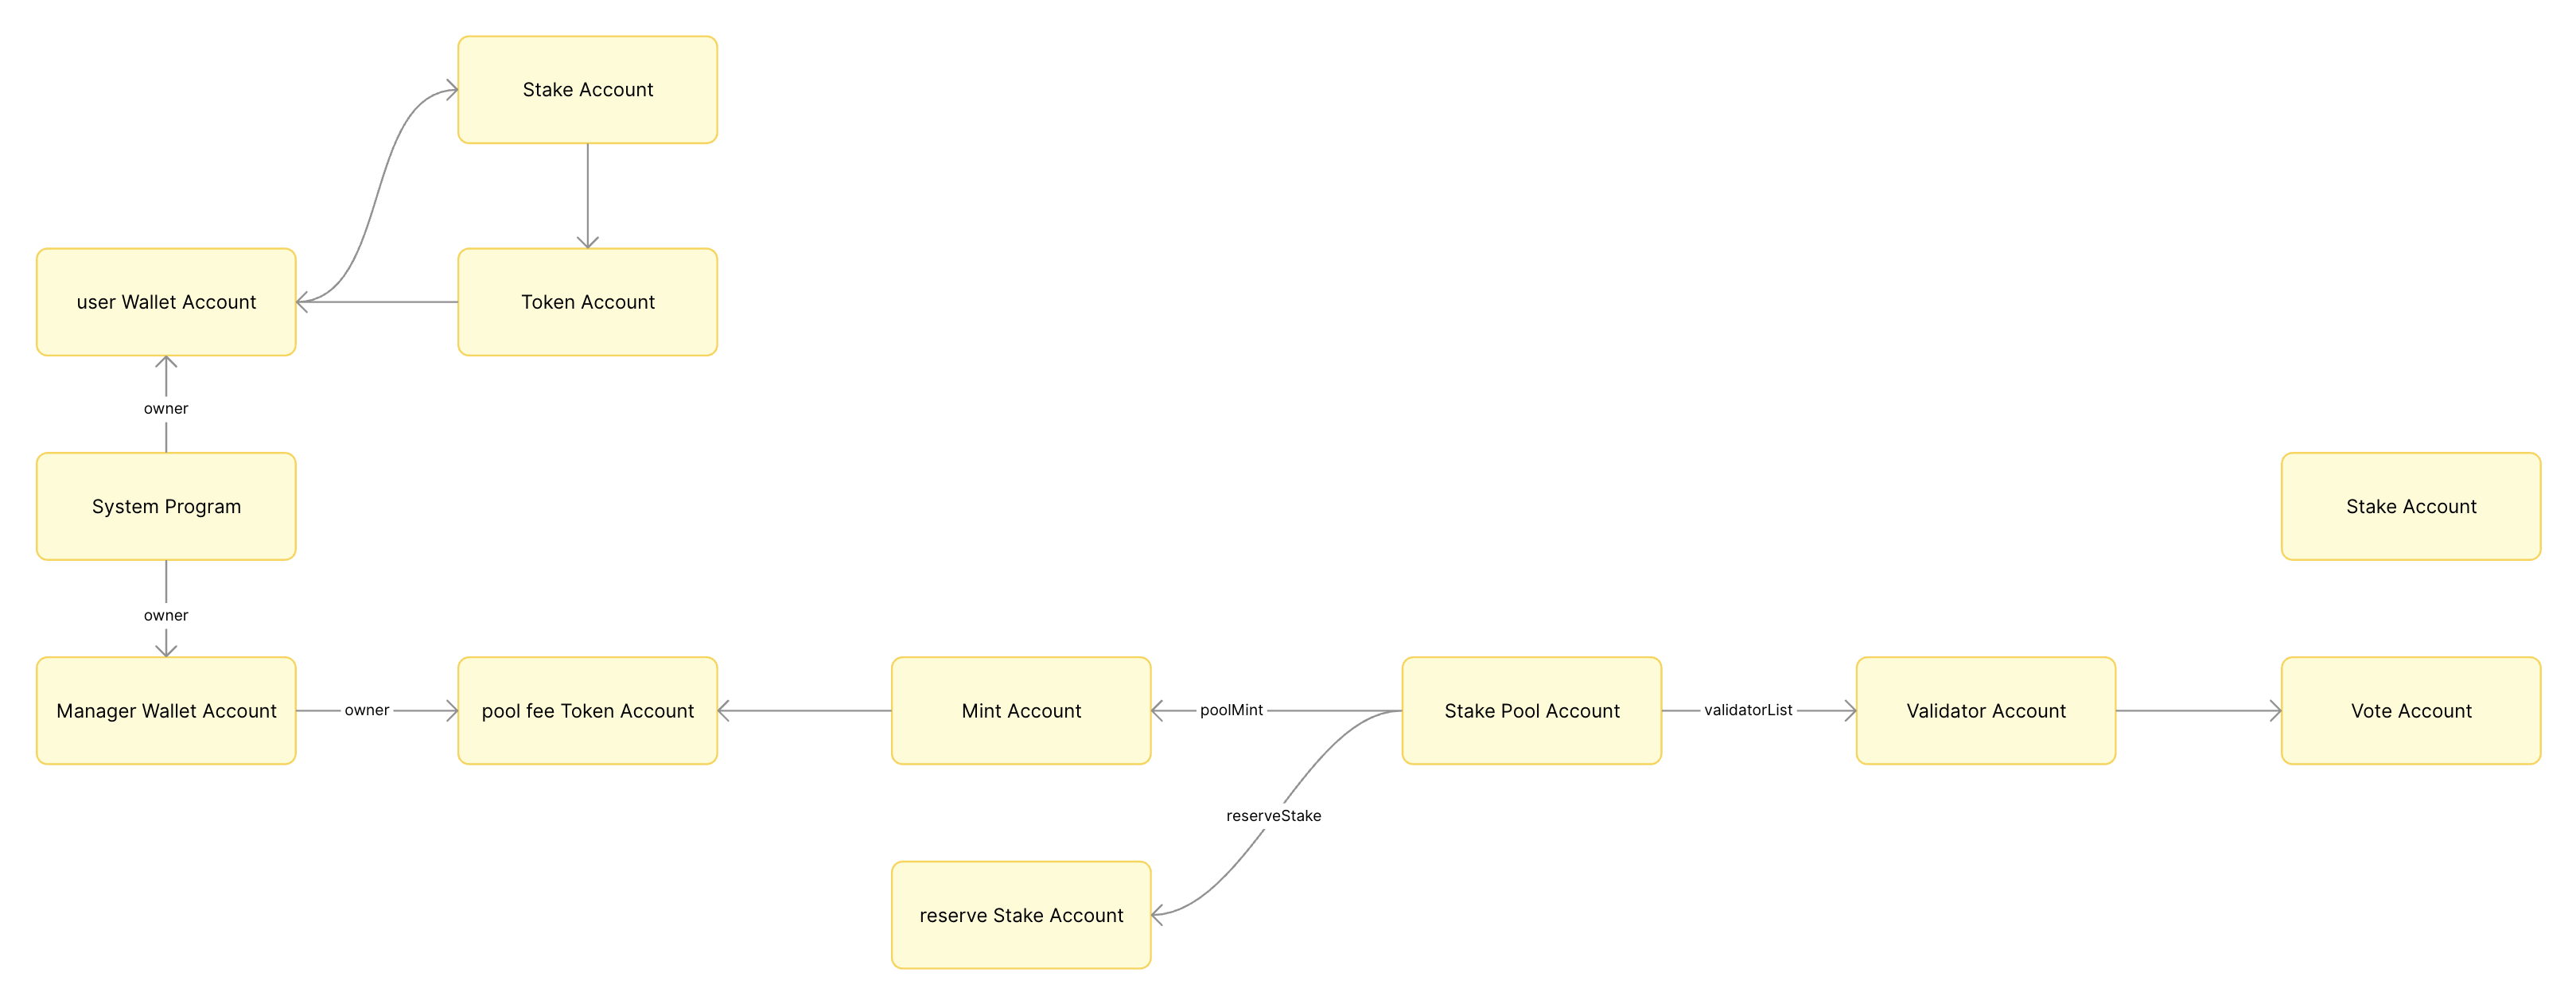 Stake Account
user Wallet Account
Token Account
owner
System Program
Stake Account
owner
Manager Wallet Account
owner
pool fee Token Account
Mint Account
poolMint
Stake Pool Account
validatorList
Validator Account
Vote Account
reserveStake
reserve Stake Account